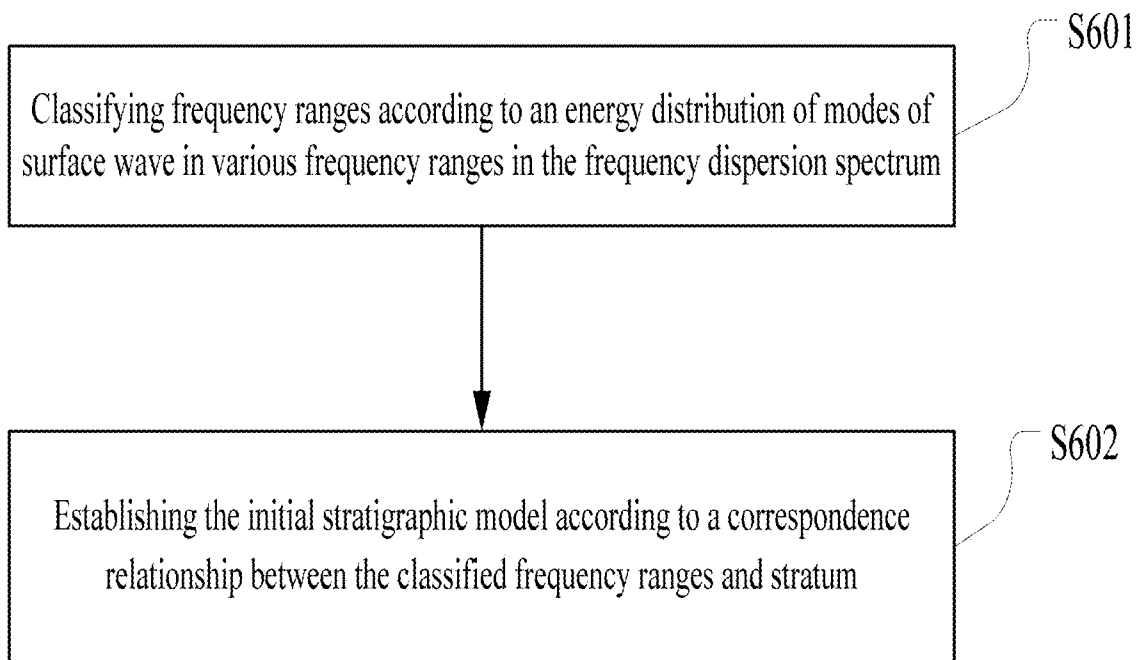 S601
Classifying frequency ranges according to an energy distribution of modes of
surface wave in various frequency ranges in the frequency dispersion spectrum
S602
Establishing the initial stratigraphic model according to a correspondence
relationship between the classified frequency ranges and stratum